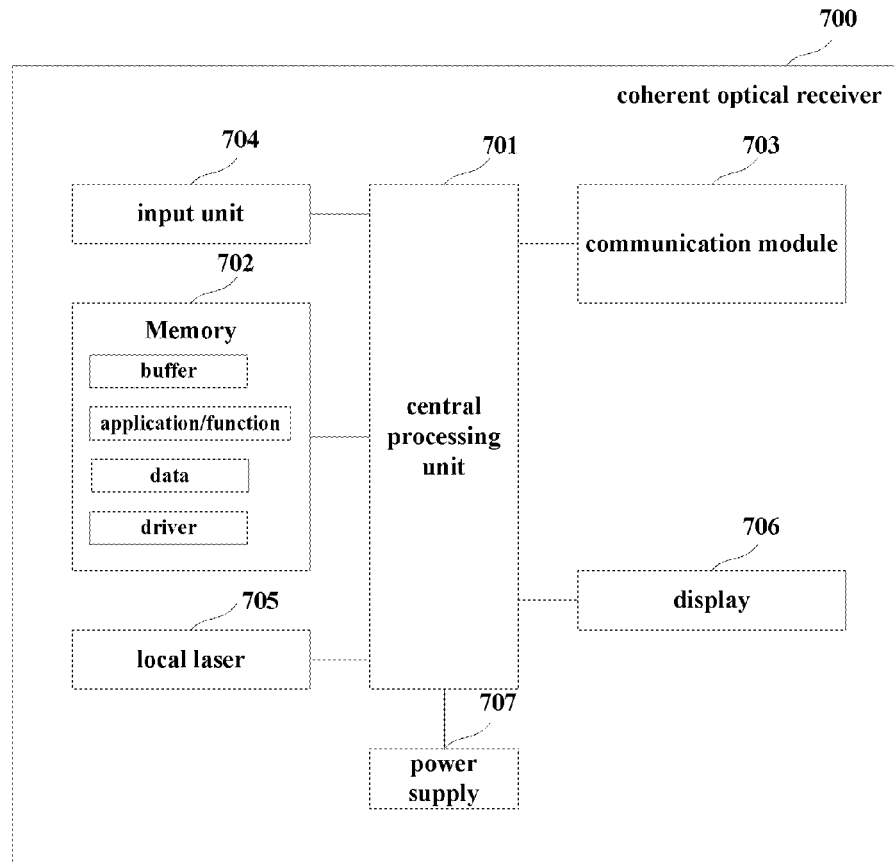 700
coherent optical receiver
704
701
703
input unit
communication module
702
Memory
buffer
application/function
data
driver
central
processing
unit
706
display
705
local laser
707
power
supply